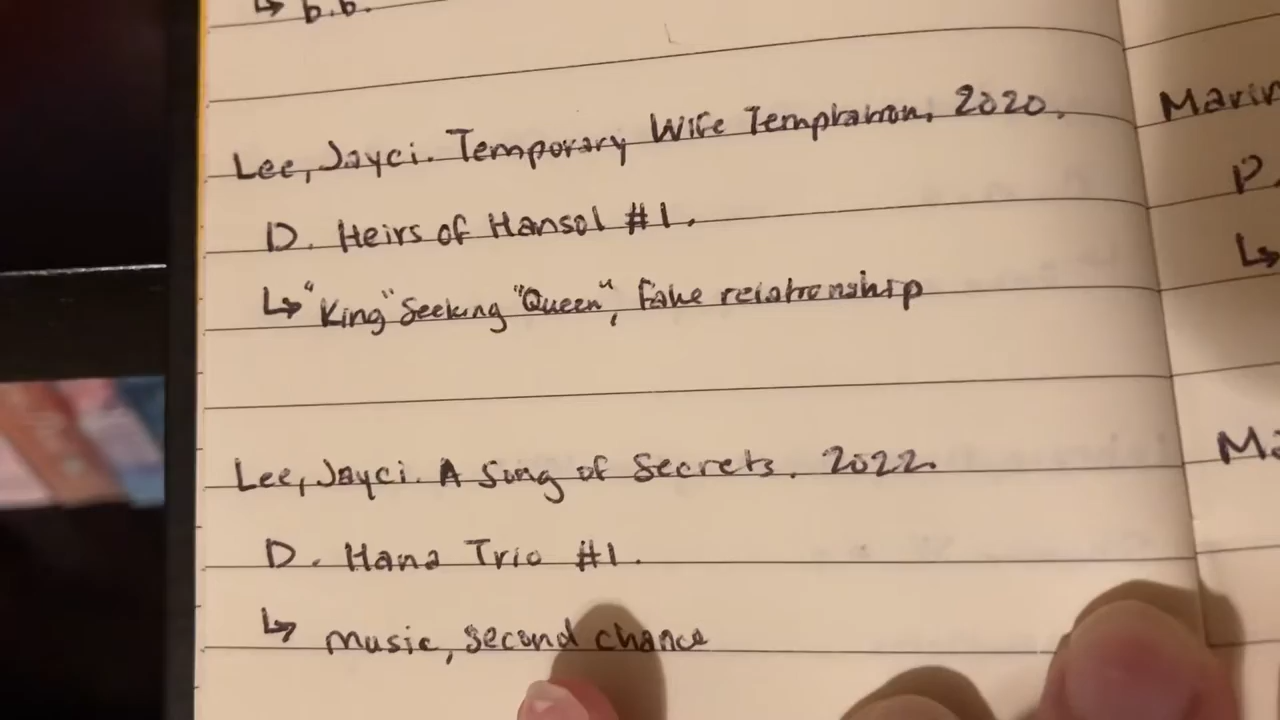 ↳ b.b.
Lee, Jayci. Temporary Wife Temptation. 2020.
D. Heirs of Hansol #1.
↳ "King" Seeking "Queen", fake relationship
Lee, Jayci. A Song of Secrets. 2022.
D. Hana Trio #1.
↳ music, second chance
P.
↳